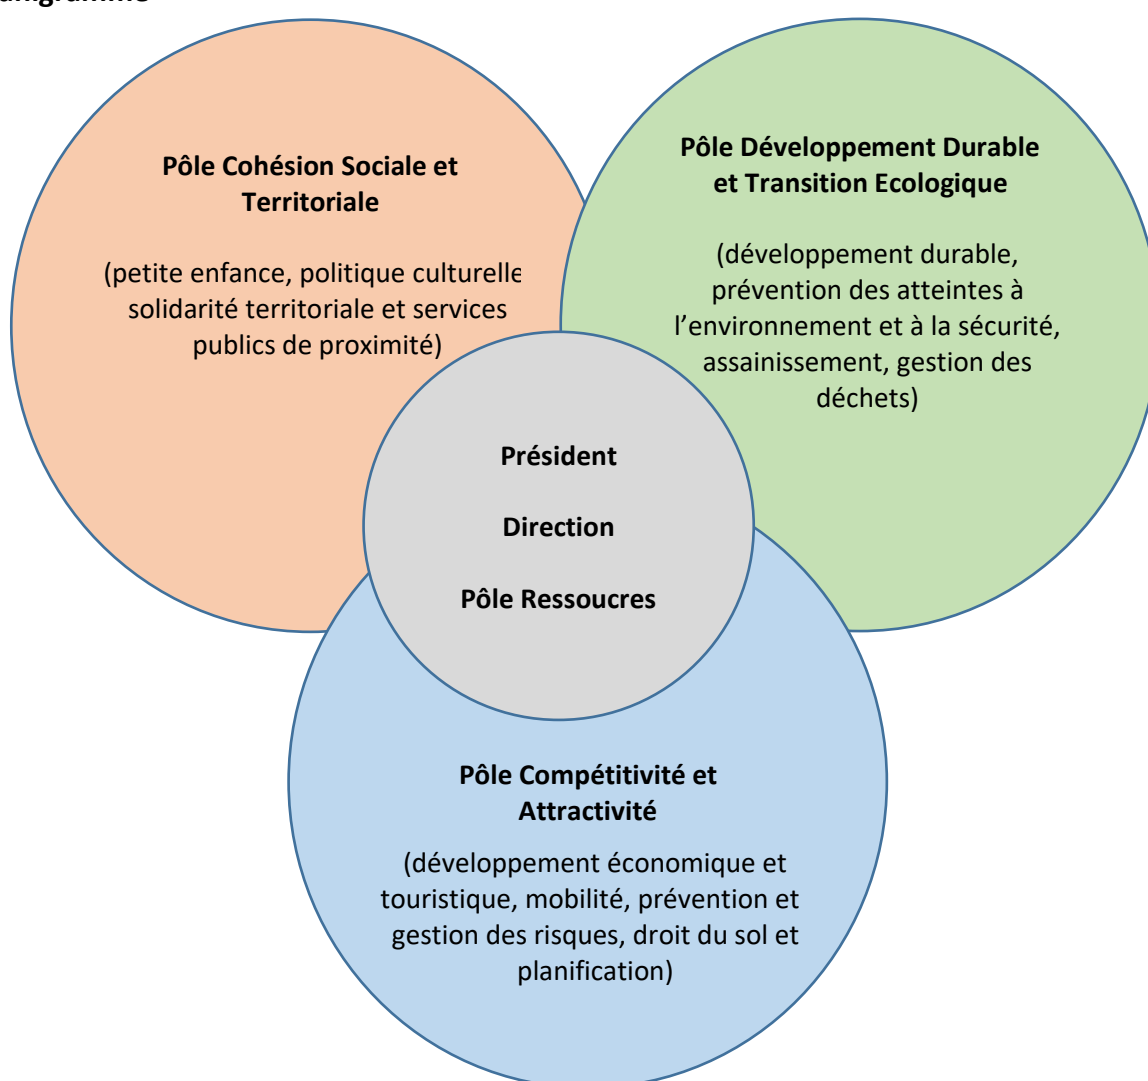 Pôle Cohésion Sociale et
Territoriale
(petite enfance, politique culturelle
solidarité territoriale et services
publics de proximité)
Pôle Développement Durable
et Transition Ecologique
(développement durable,
prévention des atteintes à
l’environnement et à la sécurité,
assainissement, gestion des
déchets)
Président
Direction
Pôle Ressoucres
Pôle Compétitivité et
Attractivité
(développement économique et
touristique, mobilité, prévention et
gestion des risques, droit du sol et
planification)